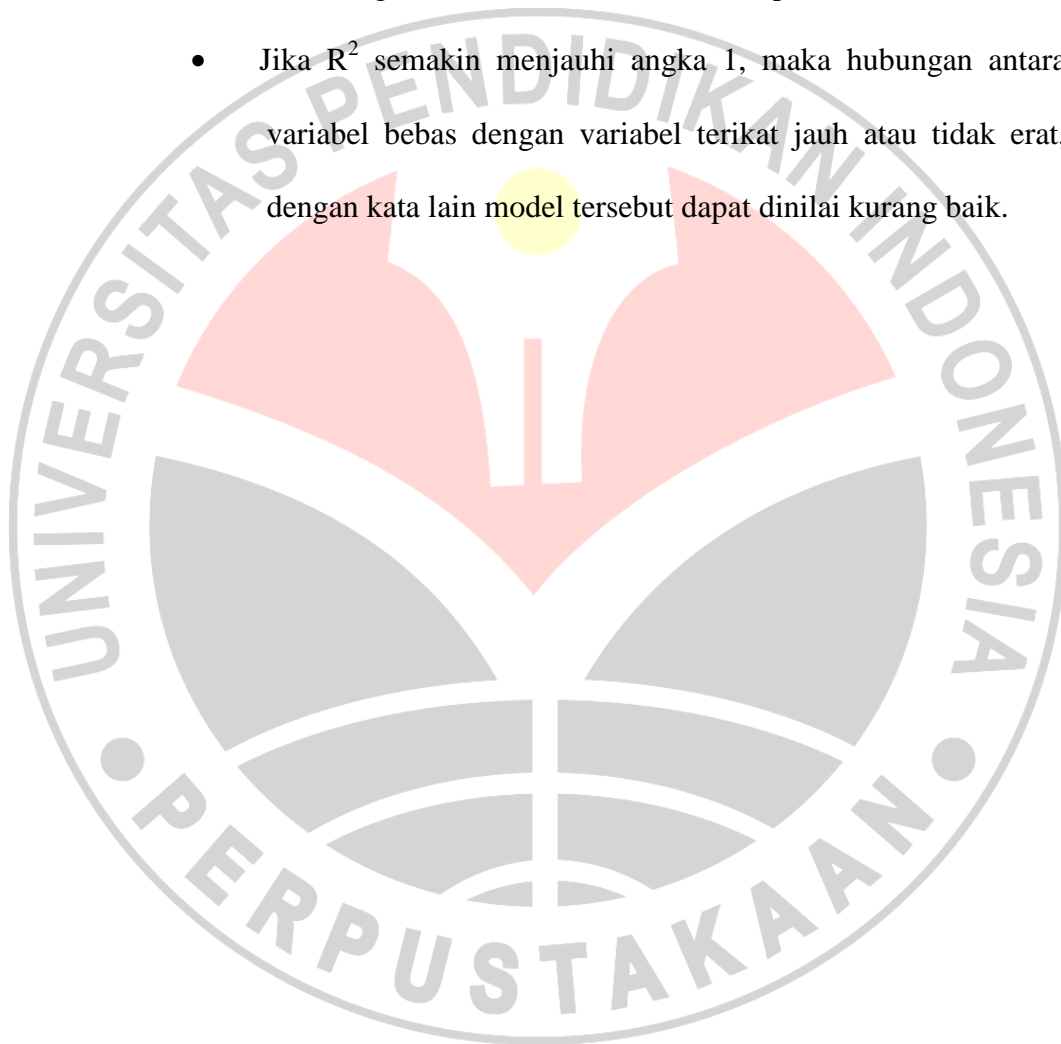 • Jika R² semakin menjauhi angka 1, maka hubungan antara
variabel bebas dengan variabel terikat jauh atau tidak erat,
dengan kata lain model tersebut dapat dinilai kurang baik.
UNIVERSITAS PENDIDIKAN INDONESIA
• PERPUSTAKAAN •